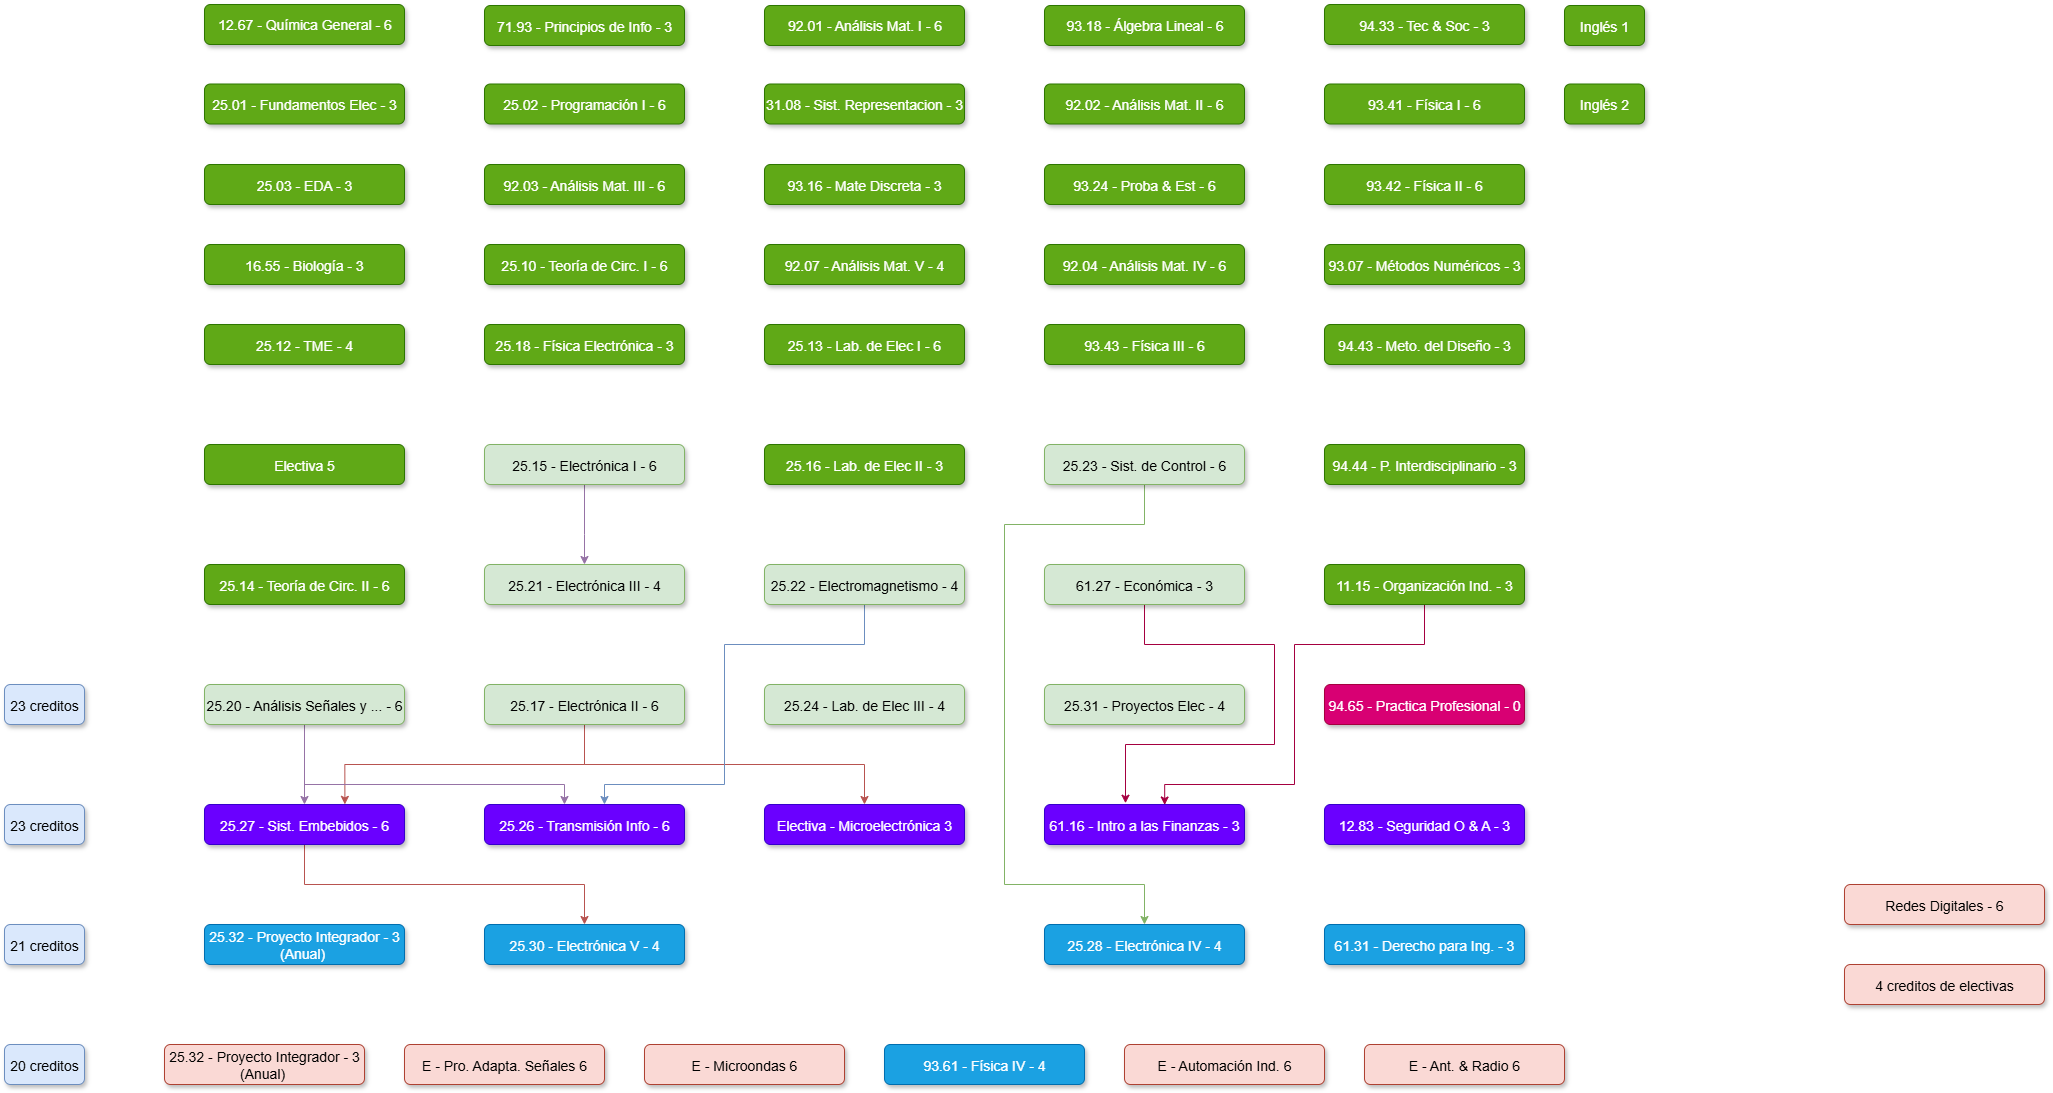 12.67 - Química General - 6
71.93 - Principios de Info - 3
92.01 - Análisis Mat. I - 6
93.18 - Álgebra Lineal - 6
94.33 - Tec & Soc - 3
Inglés 1
25.01 - Fundamentos Elec - 3
25.02 - Programación I - 6
31.08 - Sist. Representacion - 3
92.02 - Análisis Mat. II - 6
93.41 - Física I - 6
Inglés 2
25.03 - EDA - 3
92.03 - Análisis Mat. III - 6
93.16 - Mate Discreta - 3
93.24 - Proba & Est - 6
93.42 - Física II - 6
16.55 - Biología - 3
25.10 - Teoría de Circ. I - 6
92.07 - Análisis Mat. V - 4
92.04 - Análisis Mat. IV - 6
93.07 - Métodos Numéricos - 3
25.12 - TME - 4
25.18 - Física Electrónica - 3
25.13 - Lab. de Elec I - 6
93.43 - Física III - 6
94.43 - Meto. del Diseño - 3
Electiva 5
25.15 - Electrónica I - 6
25.16 - Lab. de Elec II - 3
25.23 - Sist. de Control - 6
94.44 - P. Interdisciplinario - 3
25.14 - Teoría de Circ. II - 6
25.21 - Electrónica III - 4
25.22 - Electromagnetismo - 4
61.27 - Económica - 3
11.15 - Organización Ind. - 3
23 creditos
25.20 - Análisis Señales y ... - 6
25.17 - Electrónica II - 6
25.24 - Lab. de Elec III - 4
25.31 - Proyectos Elec - 4
94.65 - Practica Profesional - 0
23 creditos
25.27 - Sist. Embebidos - 6
25.26 - Transmisión Info - 6
Electiva - Microelectrónica 3
61.16 - Intro a las Finanzas - 3
12.83 - Seguridad O & A - 3
Redes Digitales - 6
21 creditos
25.32 - Proyecto Integrador - 3
(Anual)
25.30 - Electrónica V - 4
25.28 - Electrónica IV - 4
61.31 - Derecho para Ing. - 3
4 creditos de electivas
20 creditos
25.32 - Proyecto Integrador - 3
(Anual)
E - Pro. Adapta. Señales 6
E - Microondas 6
93.61 - Física IV - 4
E - Automación Ind. 6
E - Ant. & Radio 6